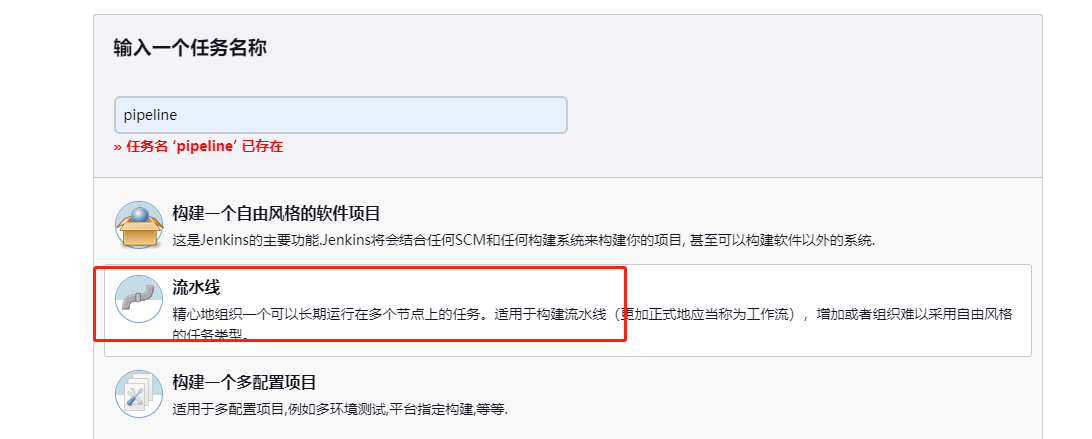 输入一个任务名称
pipeline
» 任务名 ‘pipeline’ 已存在
构建一个自由风格的软件项目
这是Jenkins的主要功能.Jenkins将会结合任何SCM和任何构建系统来构建你的项目, 甚至可以构建软件以外的系统.
流水线
精心地组织一个可以长期运行在多个节点上的任务。适用于构建流水线（更加正式地应当称为工作流），增加或者组织难以采用自由风格
的任务类型。
构建一个多配置项目
适用于多配置项目,例如多环境测试,平台指定构建,等等.